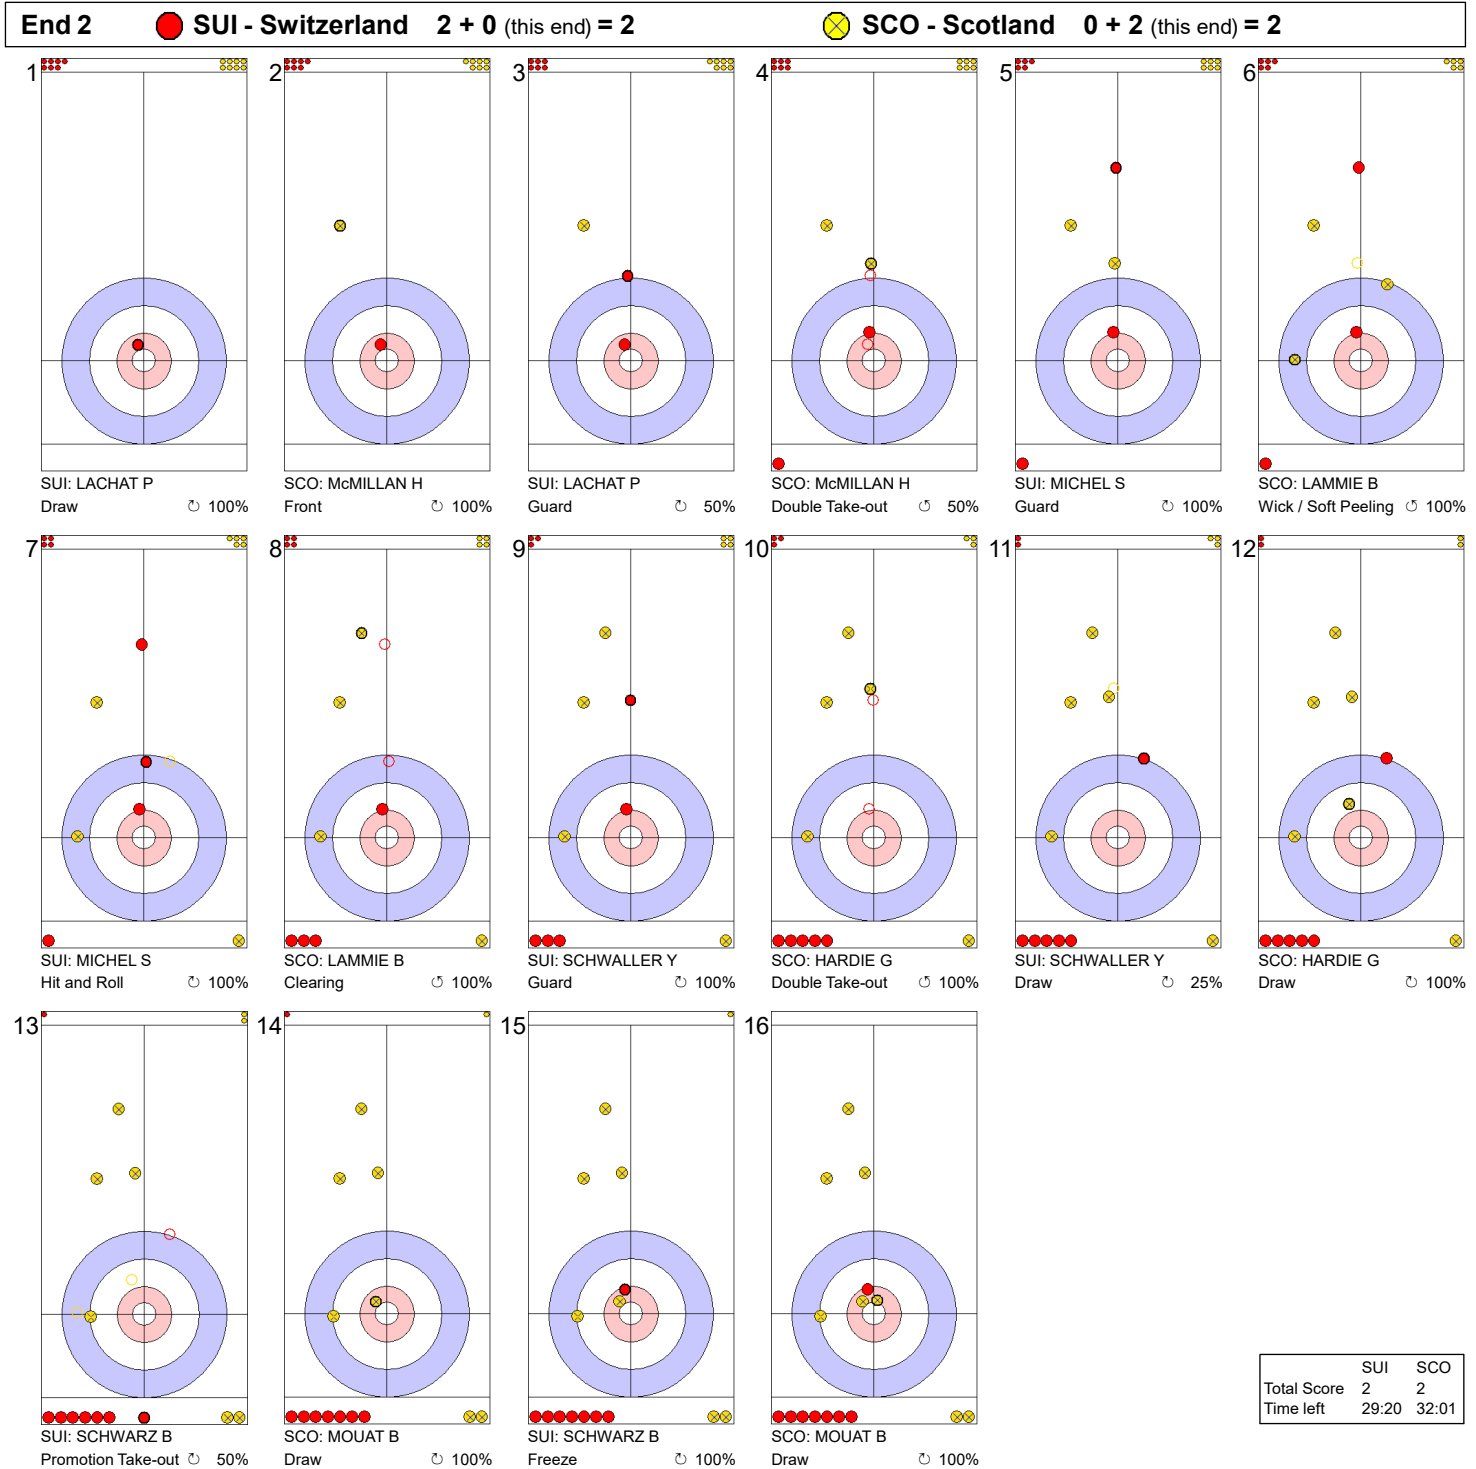 End 2 SUI - Switzerland 2 + 0 (this end) = 2 SCO - Scotland 0 + 2 (this end) = 2
1
SUI: LACHAT P
Draw ↻ 100%
2
SCO: McMILLAN H
Front ↻ 100%
3
SUI: LACHAT P
Guard ↻ 50%
4
SCO: McMILLAN H
Double Take-out ↺ 50%
5
SUI: MICHEL S
Guard ↻ 100%
6
SCO: LAMMIE B
Wick / Soft Peeling ↺ 100%
7
SUI: MICHEL S
Hit and Roll ↻ 100%
8
SCO: LAMMIE B
Clearing ↻ 100%
9
SUI: SCHWALLER Y
Guard ↻ 100%
10
SCO: HARDIE G
Double Take-out ↺ 100%
11
SUI: SCHWALLER Y
Draw ↻ 25%
12
SCO: HARDIE G
Draw ↻ 100%
13
SUI: SCHWARZ B
Promotion Take-out ↻ 50%
14
SCO: MOUAT B
Draw ↻ 100%
15
SUI: SCHWARZ B
Freeze ↻ 100%
16
SCO: MOUAT B
Draw ↻ 100%
SUI SCO
Total Score 2 2
Time left 29:20 32:01